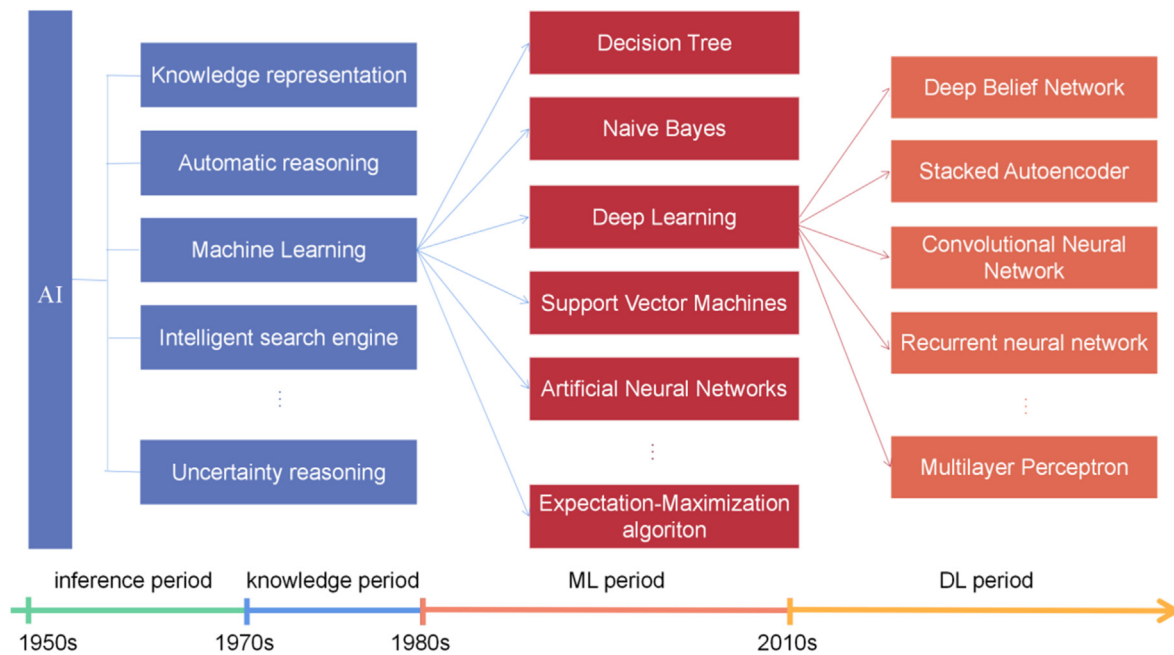 AI
Knowledge representation
Automatic reasoning
Machine Learning
Intelligent search engine
⋮
Uncertainty reasoning
Decision Tree
Naive Bayes
Deep Learning
Support Vector Machines
Artificial Neural Networks
⋮
Expectation-Maximization
algoriton
Deep Belief Network
Stacked Autoencoder
Convolutional Neural
Network
Recurrent neural network
⋮
Multilayer Perceptron
inference period
knowledge period
ML period
DL period
1950s
1970s
1980s
2010s